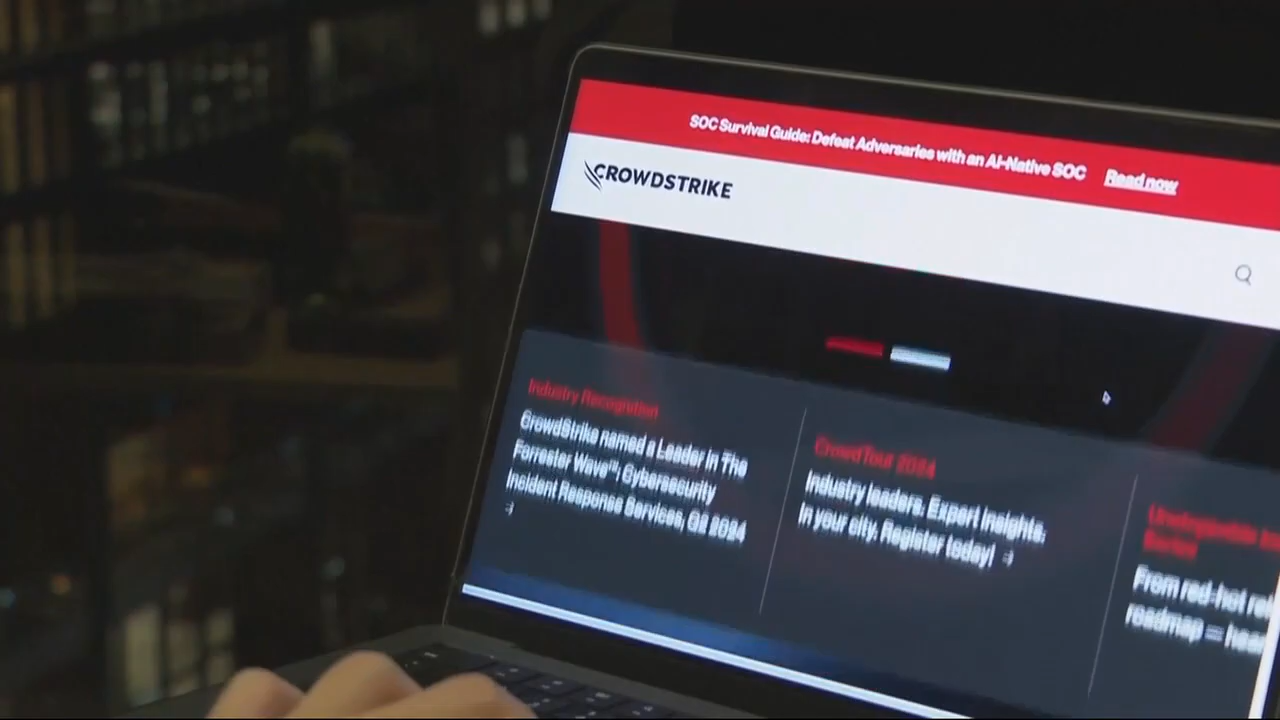 SOC Survival Guide: Defeat Adversaries with an AI-Native SOC Read now
CROWDSTRIKE
Industry Recognition
CrowdStrike named a Leader in The
Forrester Wave™: Cybersecurity
Incident Response Services, Q2 2024
CrowdTour 2024
Industry leaders. Expert insights.
In your city. Register today!
From red-hot
roadmap —